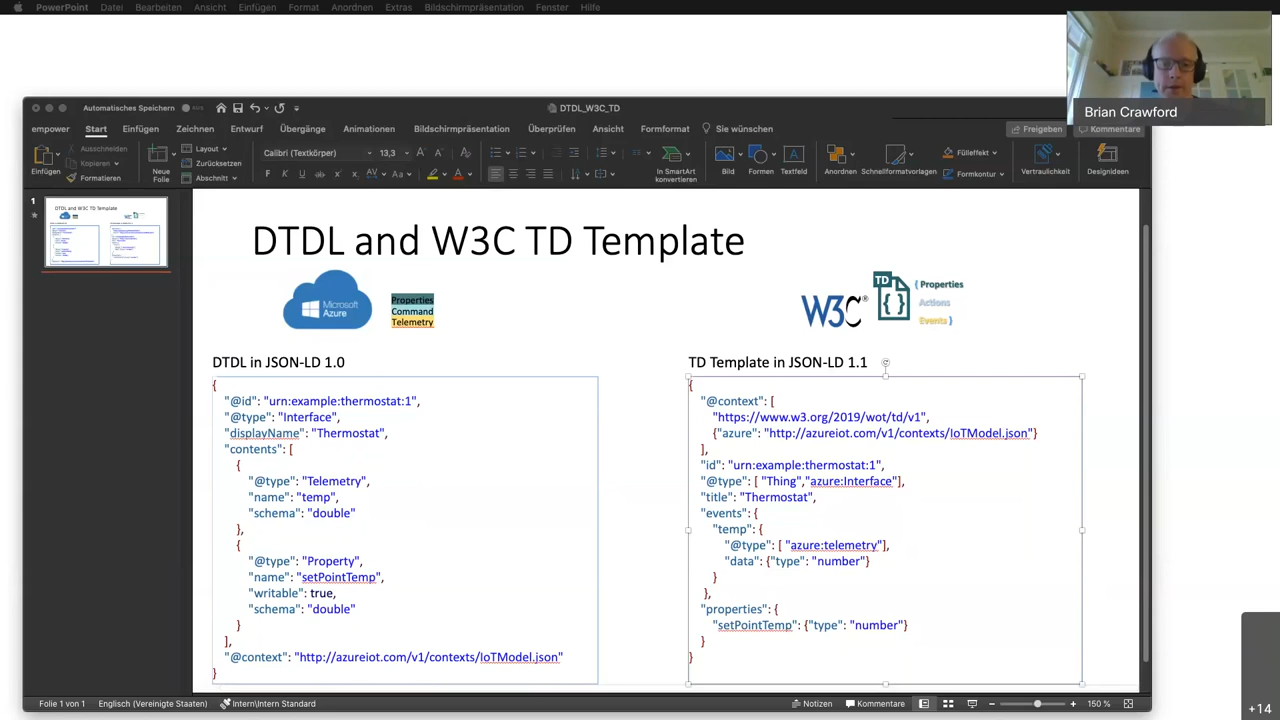 PowerPoint Datei Bearbeiten Ansicht Einfügen Format Anordnen Extras Bildschirmpräsentation Fenster Hilfe
Brian Crawford
Automatisches Speichern
DTDL_W3C_TD
empower Start Einfügen Zeichnen Entwurf Übergänge Animationen Bildschirmpräsentation Überprüfen Ansicht Formformat Sie wünschen Freigeben Kommentare
Einfügen
Ausschneiden
Kopieren
Formatieren
Neue
Folie
Layout
Zurücksetzen
Abschnitt
Calibri (Textkörper) 13,3
F K U
In SmartArt
konvertieren
Bild
Formen
Textfeld
Anordnen
Schnellformatvorlagen
Fülleffekt
Formkontur
Vertraulichkeit
Designideen
1
DTDL and W3C TD Template
DTDL and W3C TD Template
Microsoft
Azure
Properties
Command
Telemetry
W3C®
TD
{ }
{ Properties
Actions
Events }
DTDL in JSON-LD 1.0
{
"@id": "urn:example:thermostat:1",
"@type": "Interface",
"displayName": "Thermostat",
"contents": [
{
"@type": "Telemetry",
"name": "temp",
"schema": "double"
},
{
"@type": "Property",
"name": "setPointTemp",
"writable": true,
"schema": "double"
}
],
"@context": "http://azureiot.com/v1/contexts/IoTModel.json"
}
TD Template in JSON-LD 1.1
{
"@context": [
"https://www.w3.org/2019/wot/td/v1",
{"azure": "http://azureiot.com/v1/contexts/IoTModel.json"}
],
"id": "urn:example:thermostat:1",
"@type": [ "Thing","azure:Interface"],
"title": "Thermostat",
"events": {
"temp": {
"@type": [ "azure:telemetry"],
"data": {"type": "number"}
}
},
"properties": {
"setPointTemp": {"type": "number"}
}
}
Folie 1 von 1 Englisch (Vereinigte Staaten) Intern\Intern Standard Notizen Kommentare 150 %
+14